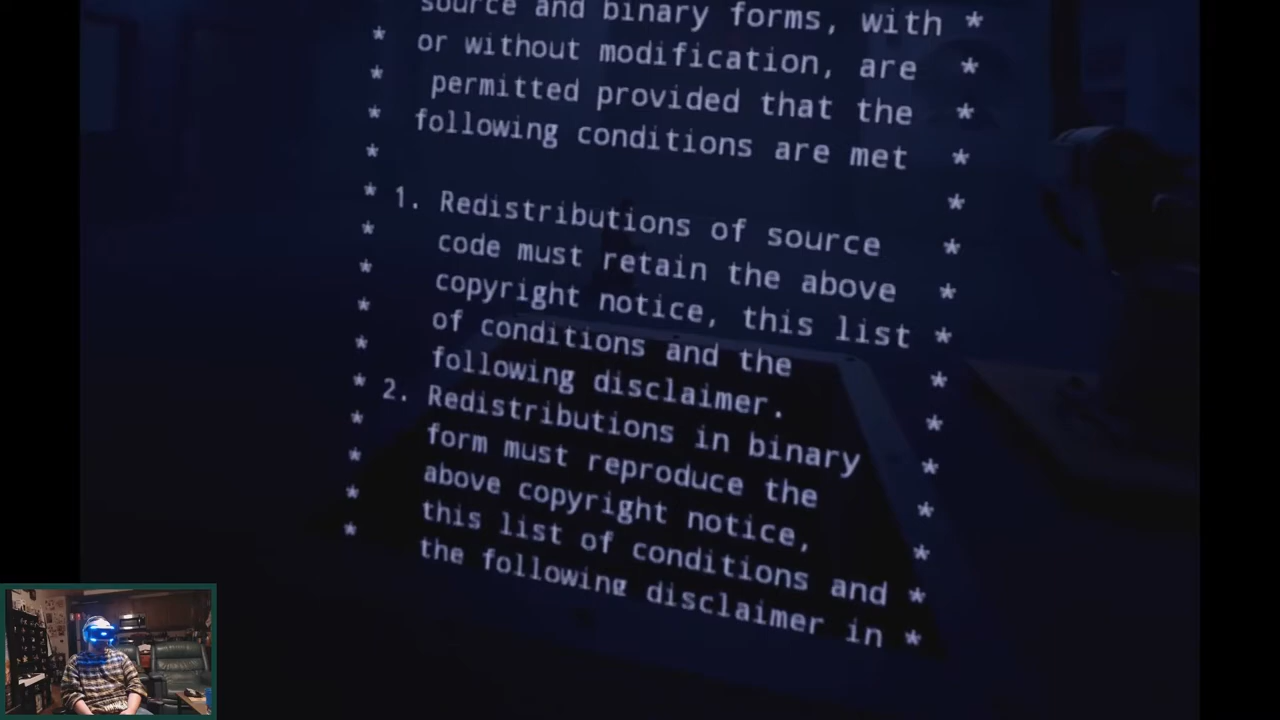 source and binary forms, with *
* or without modification, are *
* permitted provided that the *
* following conditions are met *
* *
* 1. Redistributions of source *
* code must retain the above *
* copyright notice, this list *
* of conditions and the *
* following disclaimer. *
* 2. Redistributions in binary *
* form must reproduce the *
* above copyright notice, *
* this list of conditions and *
* the following disclaimer in *